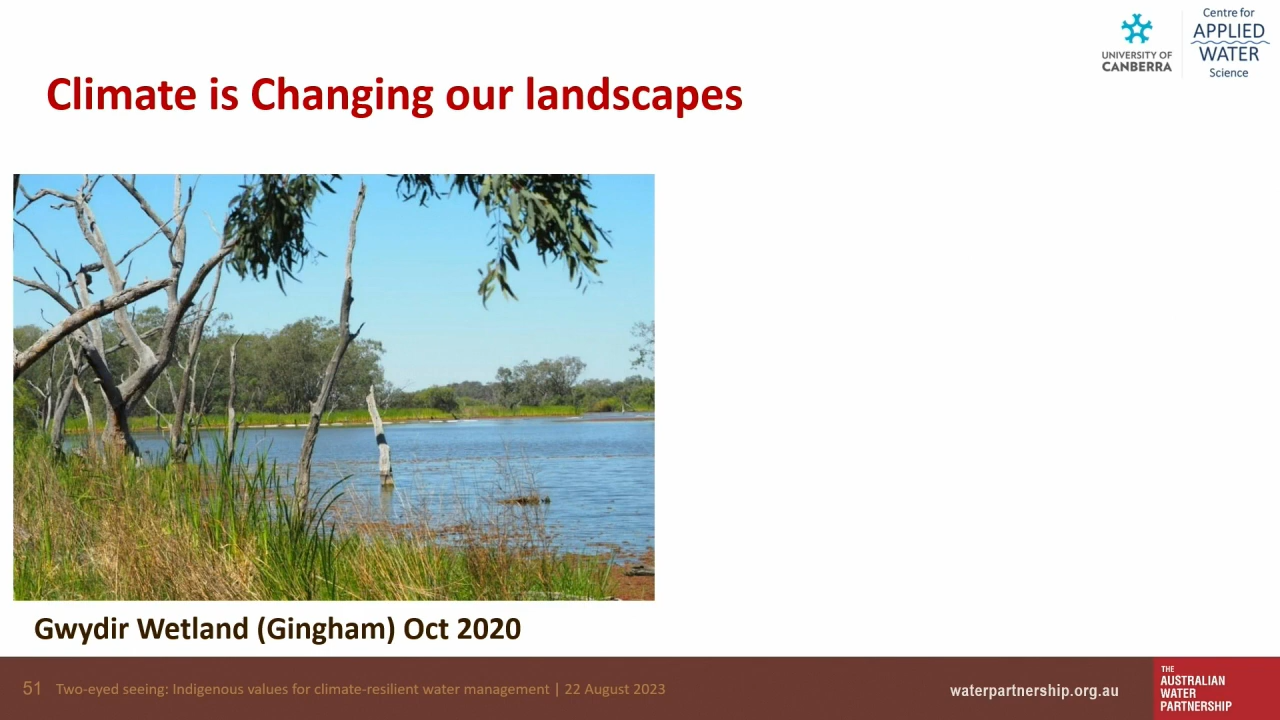 UNIVERSITY OF
CANBERRA
Centre for
APPLIED
WATER
Science
Climate is Changing our landscapes
Gwydir Wetland (Gingham) Oct 2020
51 Two-eyed seeing: Indigenous values for climate-resilient water management | 22 August 2023
waterpartnership.org.au
THE
AUSTRALIAN
WATER
PARTNERSHIP